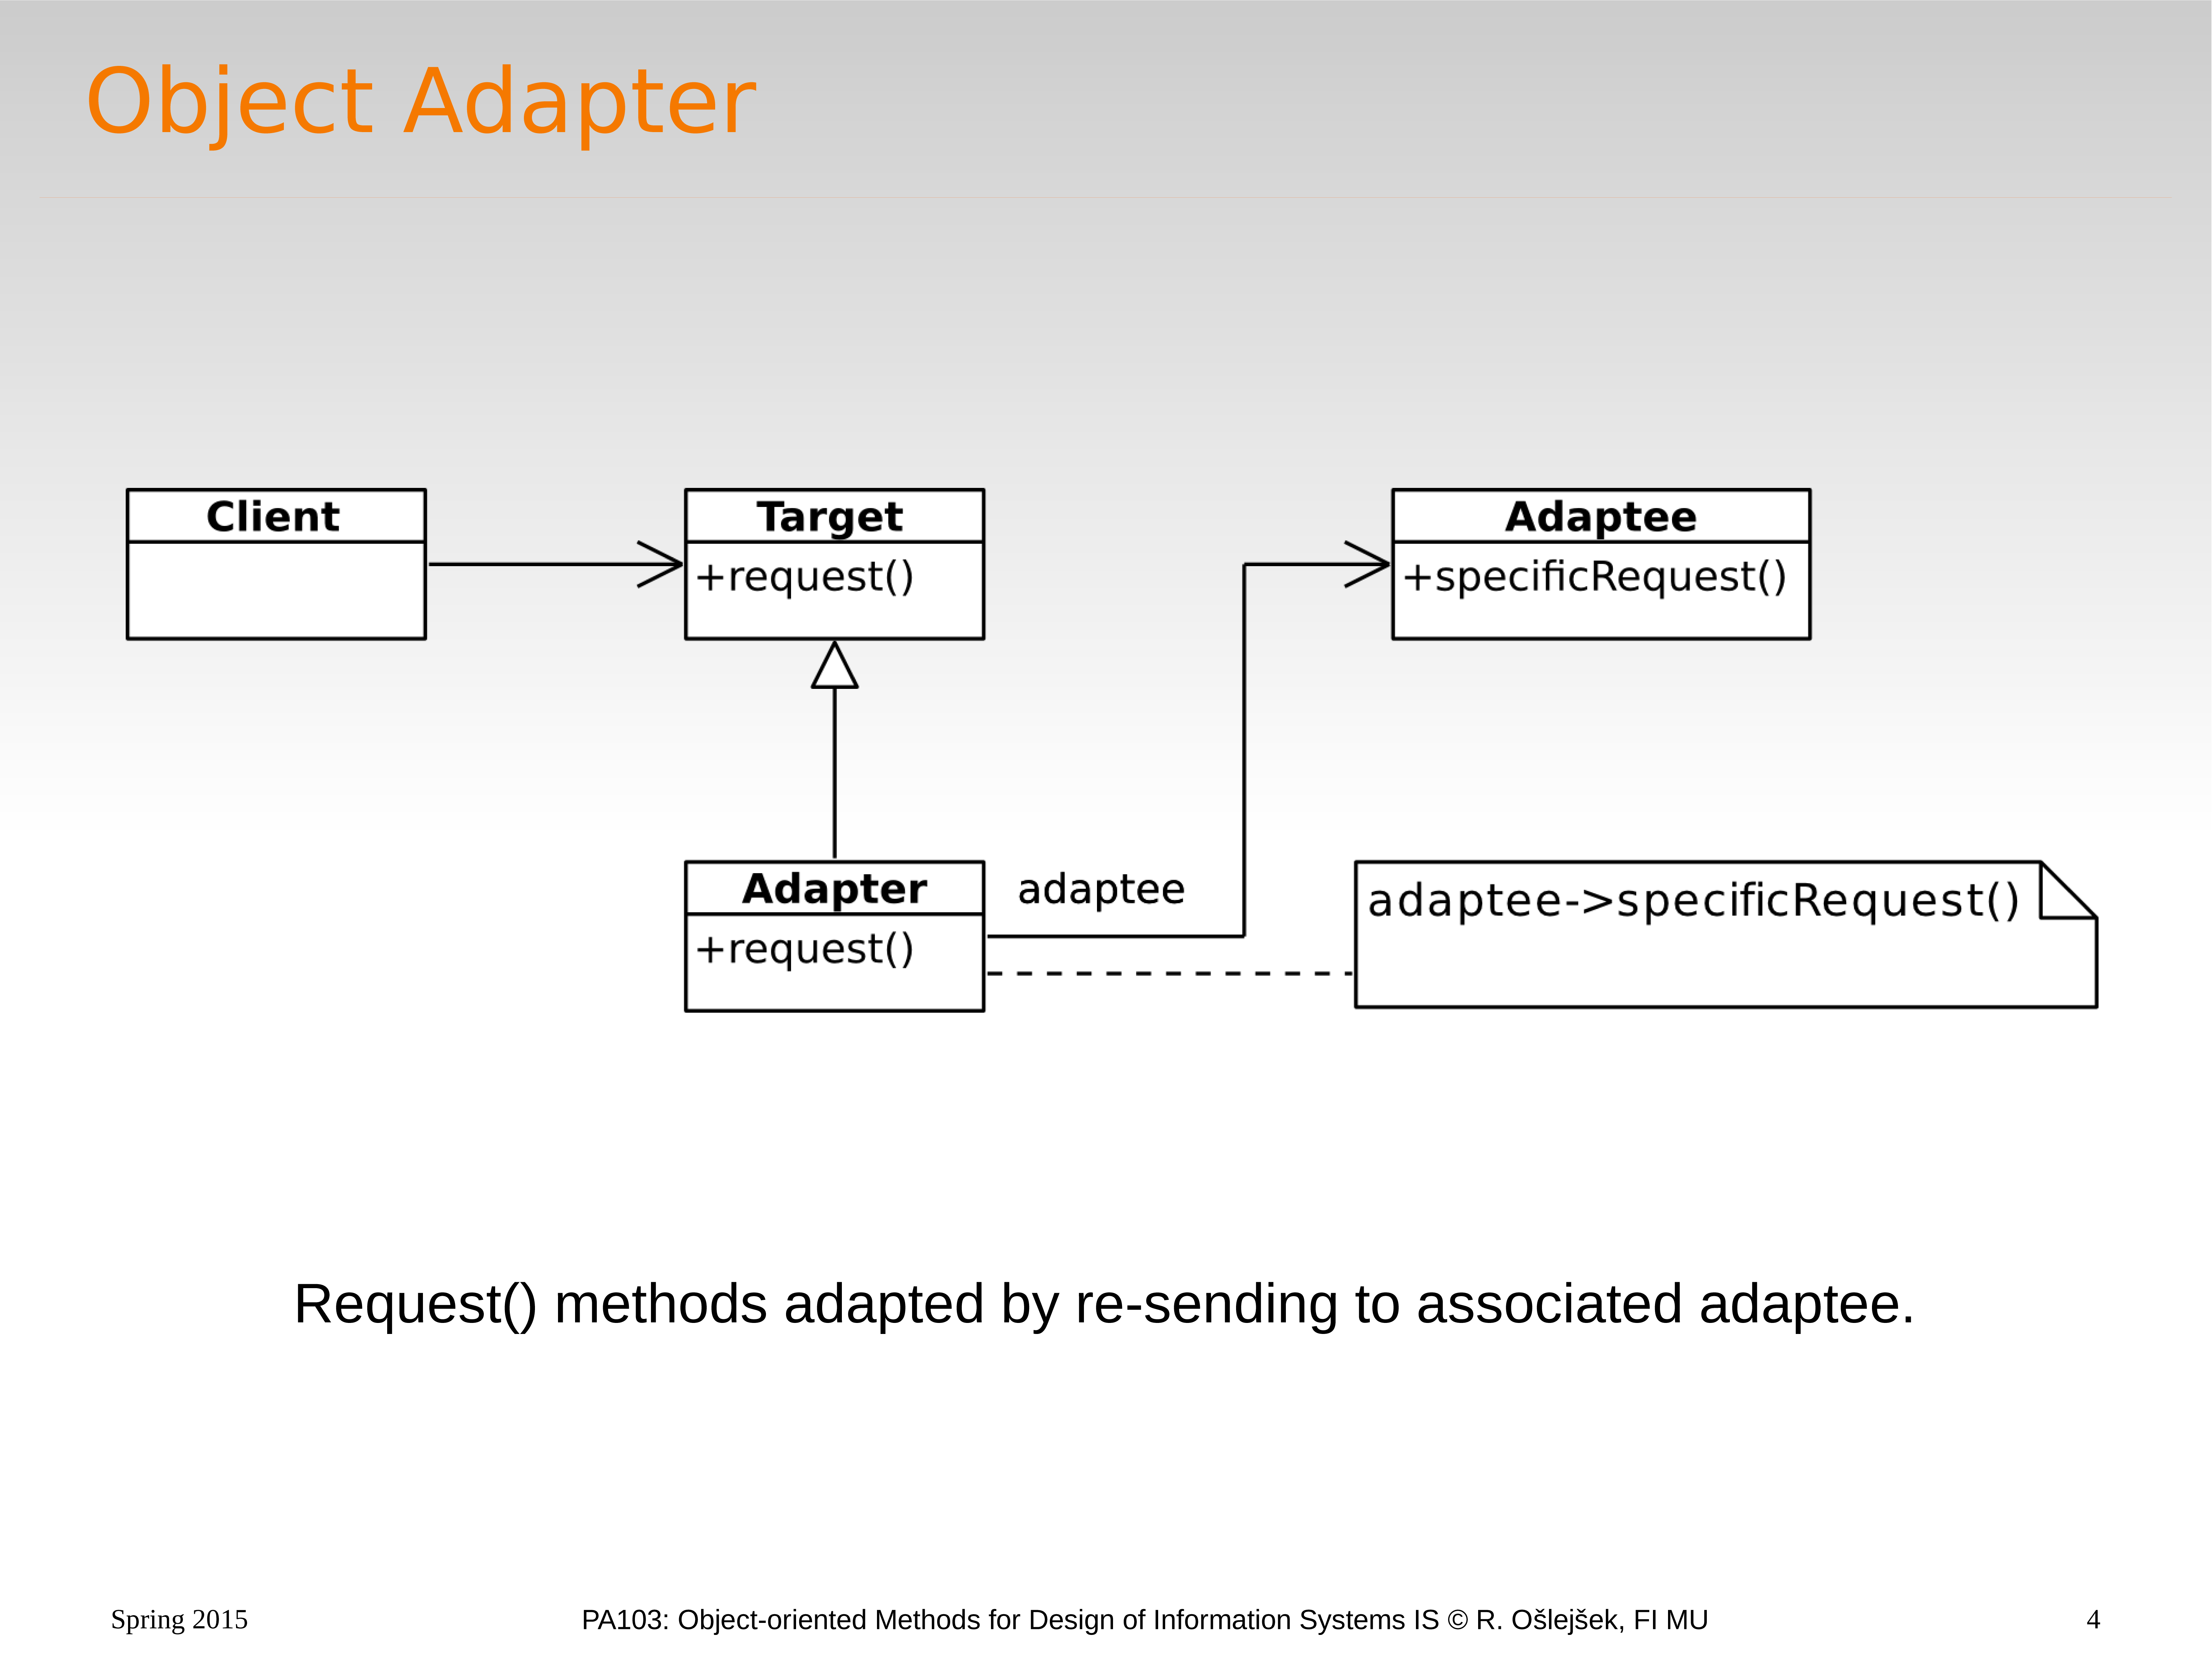 Object Adapter
Client
Target
+request()
Adaptee
+specificRequest()
Adapter
+request()
adaptee
adaptee->specificRequest()
Request() methods adapted by re-sending to associated adaptee.
Spring 2015
PA103: Object-oriented Methods for Design of Information Systems IS © R. Ošlejšek, FI MU
4